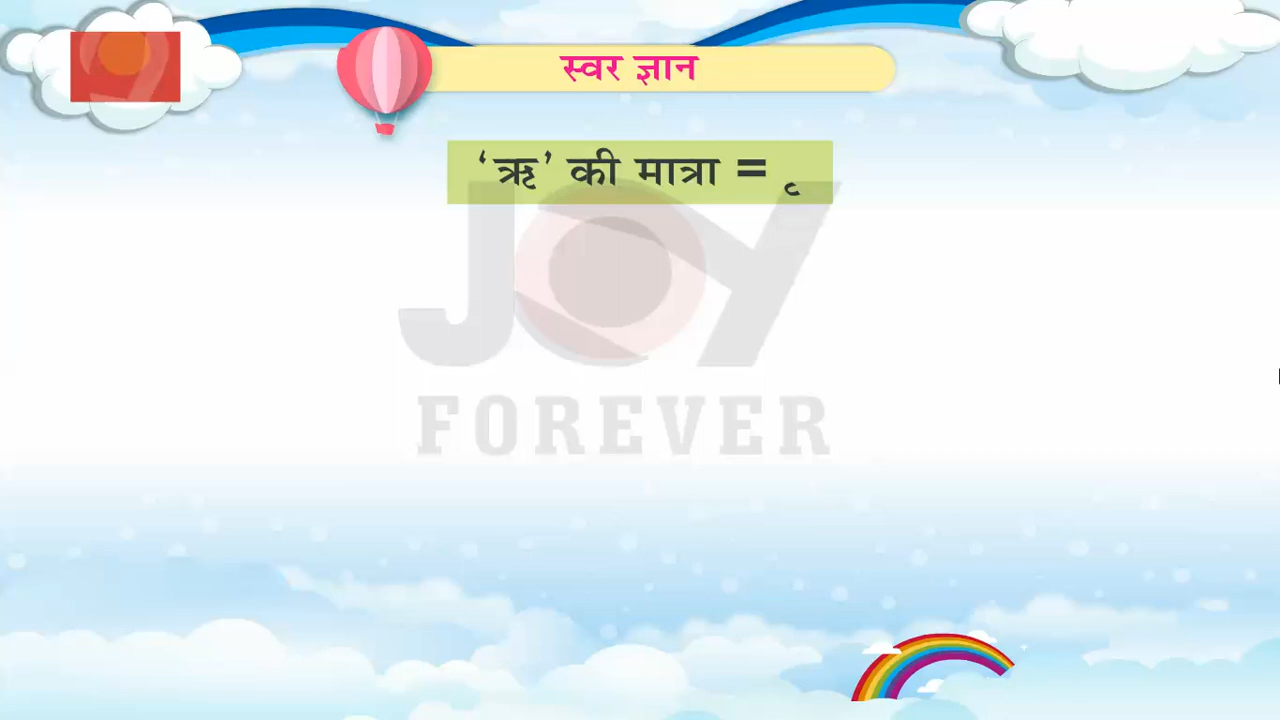 स्वर ज्ञान
‘ऋ’ की मात्रा = ृ
JOY
FOREVER